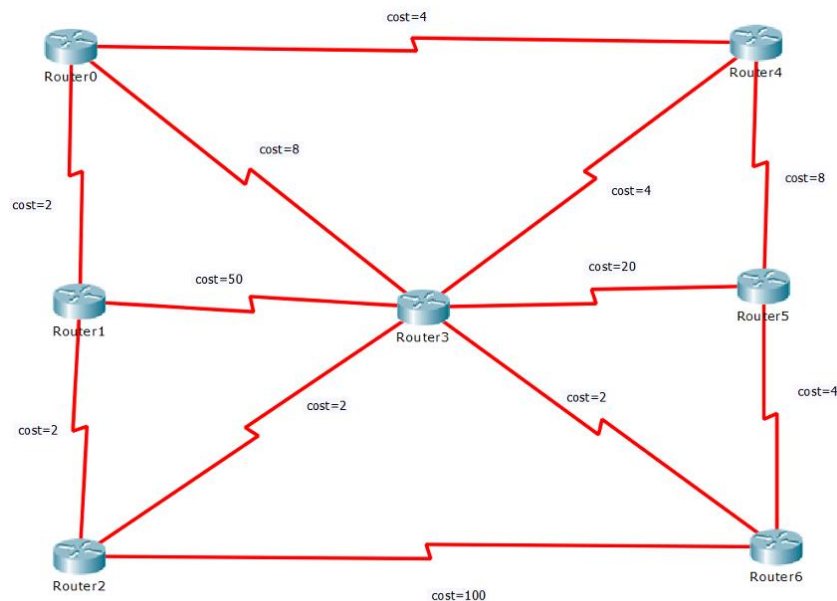 cost=4
Router0
Router4
cost=8
cost=4
cost=8
cost=2
cost=50
cost=20
Router1
Router3
Router5
cost=2
cost=2
cost=2
cost=4
Router2
Router6
cost=100